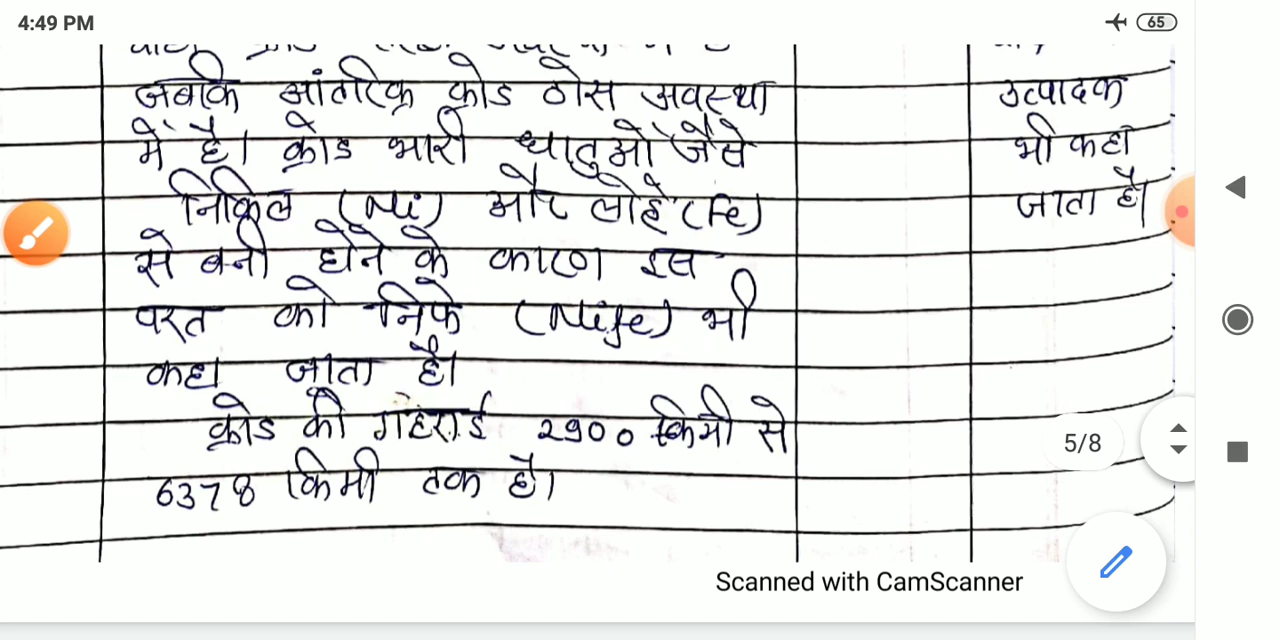 4:49 PM
65
जबकि आंतरिक क्रोड ठोस अवस्था
में है। क्रोड भारी धातुओं जैसे
निकिल (Ni) और लोहे (Fe)
से बनी होने के कारण इस
परत को निफे (Nife) भी
कहा जाता है।
क्रोड की गहराई 2900 किमी से
6378 किमी तक है।
उत्पादक
भी कहा
जाता है।
5/8
Scanned with CamScanner